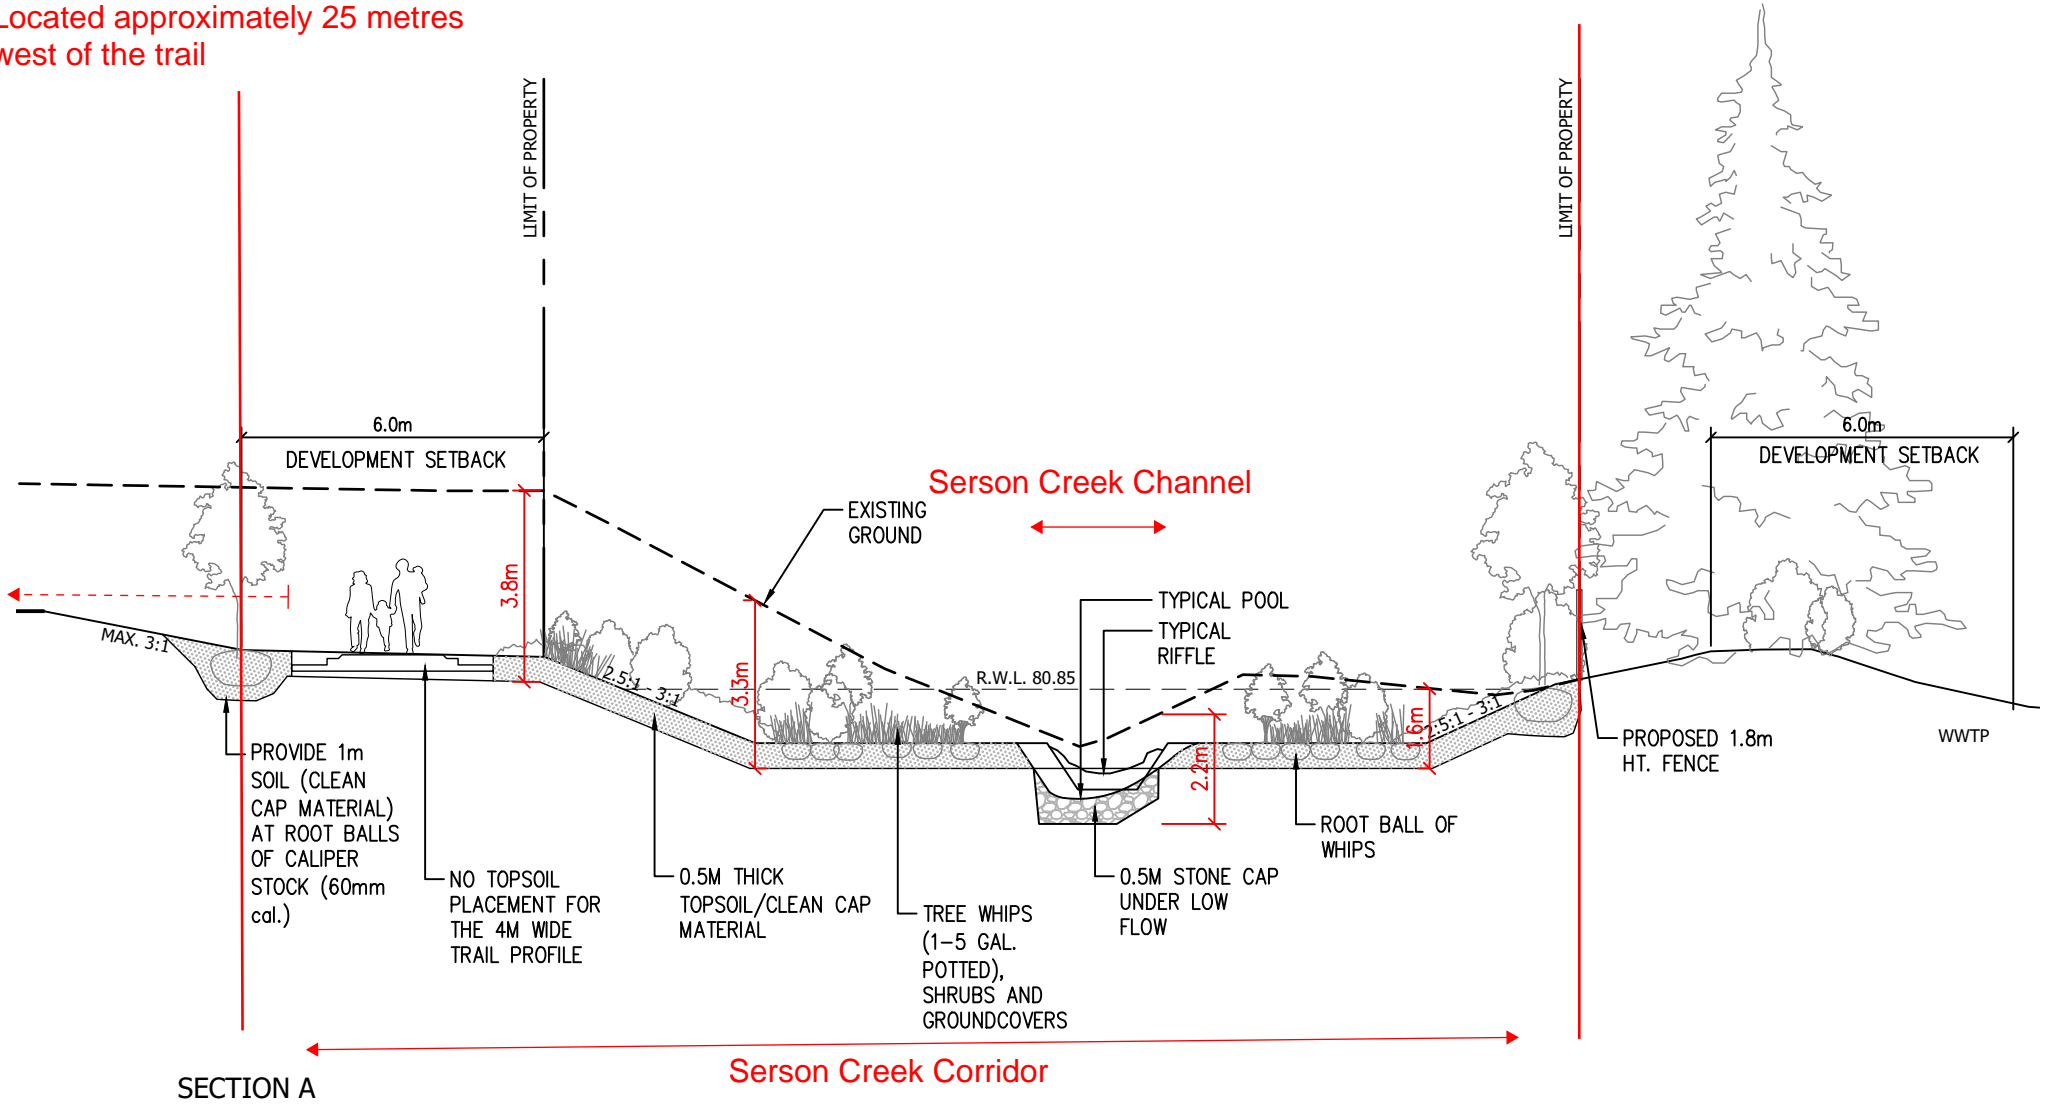 Located approximately 25 metres
west of the trail
LIMIT OF PROPERTY
LIMIT OF PROPERTY
6.0m
DEVELOPMENT SETBACK
6.0m
DEVELOPMENT SETBACK
Serson Creek Channel
EXISTING
GROUND
3.8m
3.3m
MAX. 3:1
2.5:1 - 3:1
R.W.L. 80.85
TYPICAL POOL
TYPICAL
RIFFLE
2.2m
1.6m
2.5:1 - 3:1
PROPOSED 1.8m
HT. FENCE
WWTP
PROVIDE 1m
SOIL (CLEAN
CAP MATERIAL)
AT ROOT BALLS
OF CALIPER
STOCK (60mm
cal.)
NO TOPSOIL
PLACEMENT FOR
THE 4M WIDE
TRAIL PROFILE
0.5M THICK
TOPSOIL/CLEAN CAP
MATERIAL
TREE WHIPS
(1-5 GAL.
POTTED),
SHRUBS AND
GROUNDCOVERS
0.5M STONE CAP
UNDER LOW
FLOW
ROOT BALL OF
WHIPS
Serson Creek Corridor
SECTION A